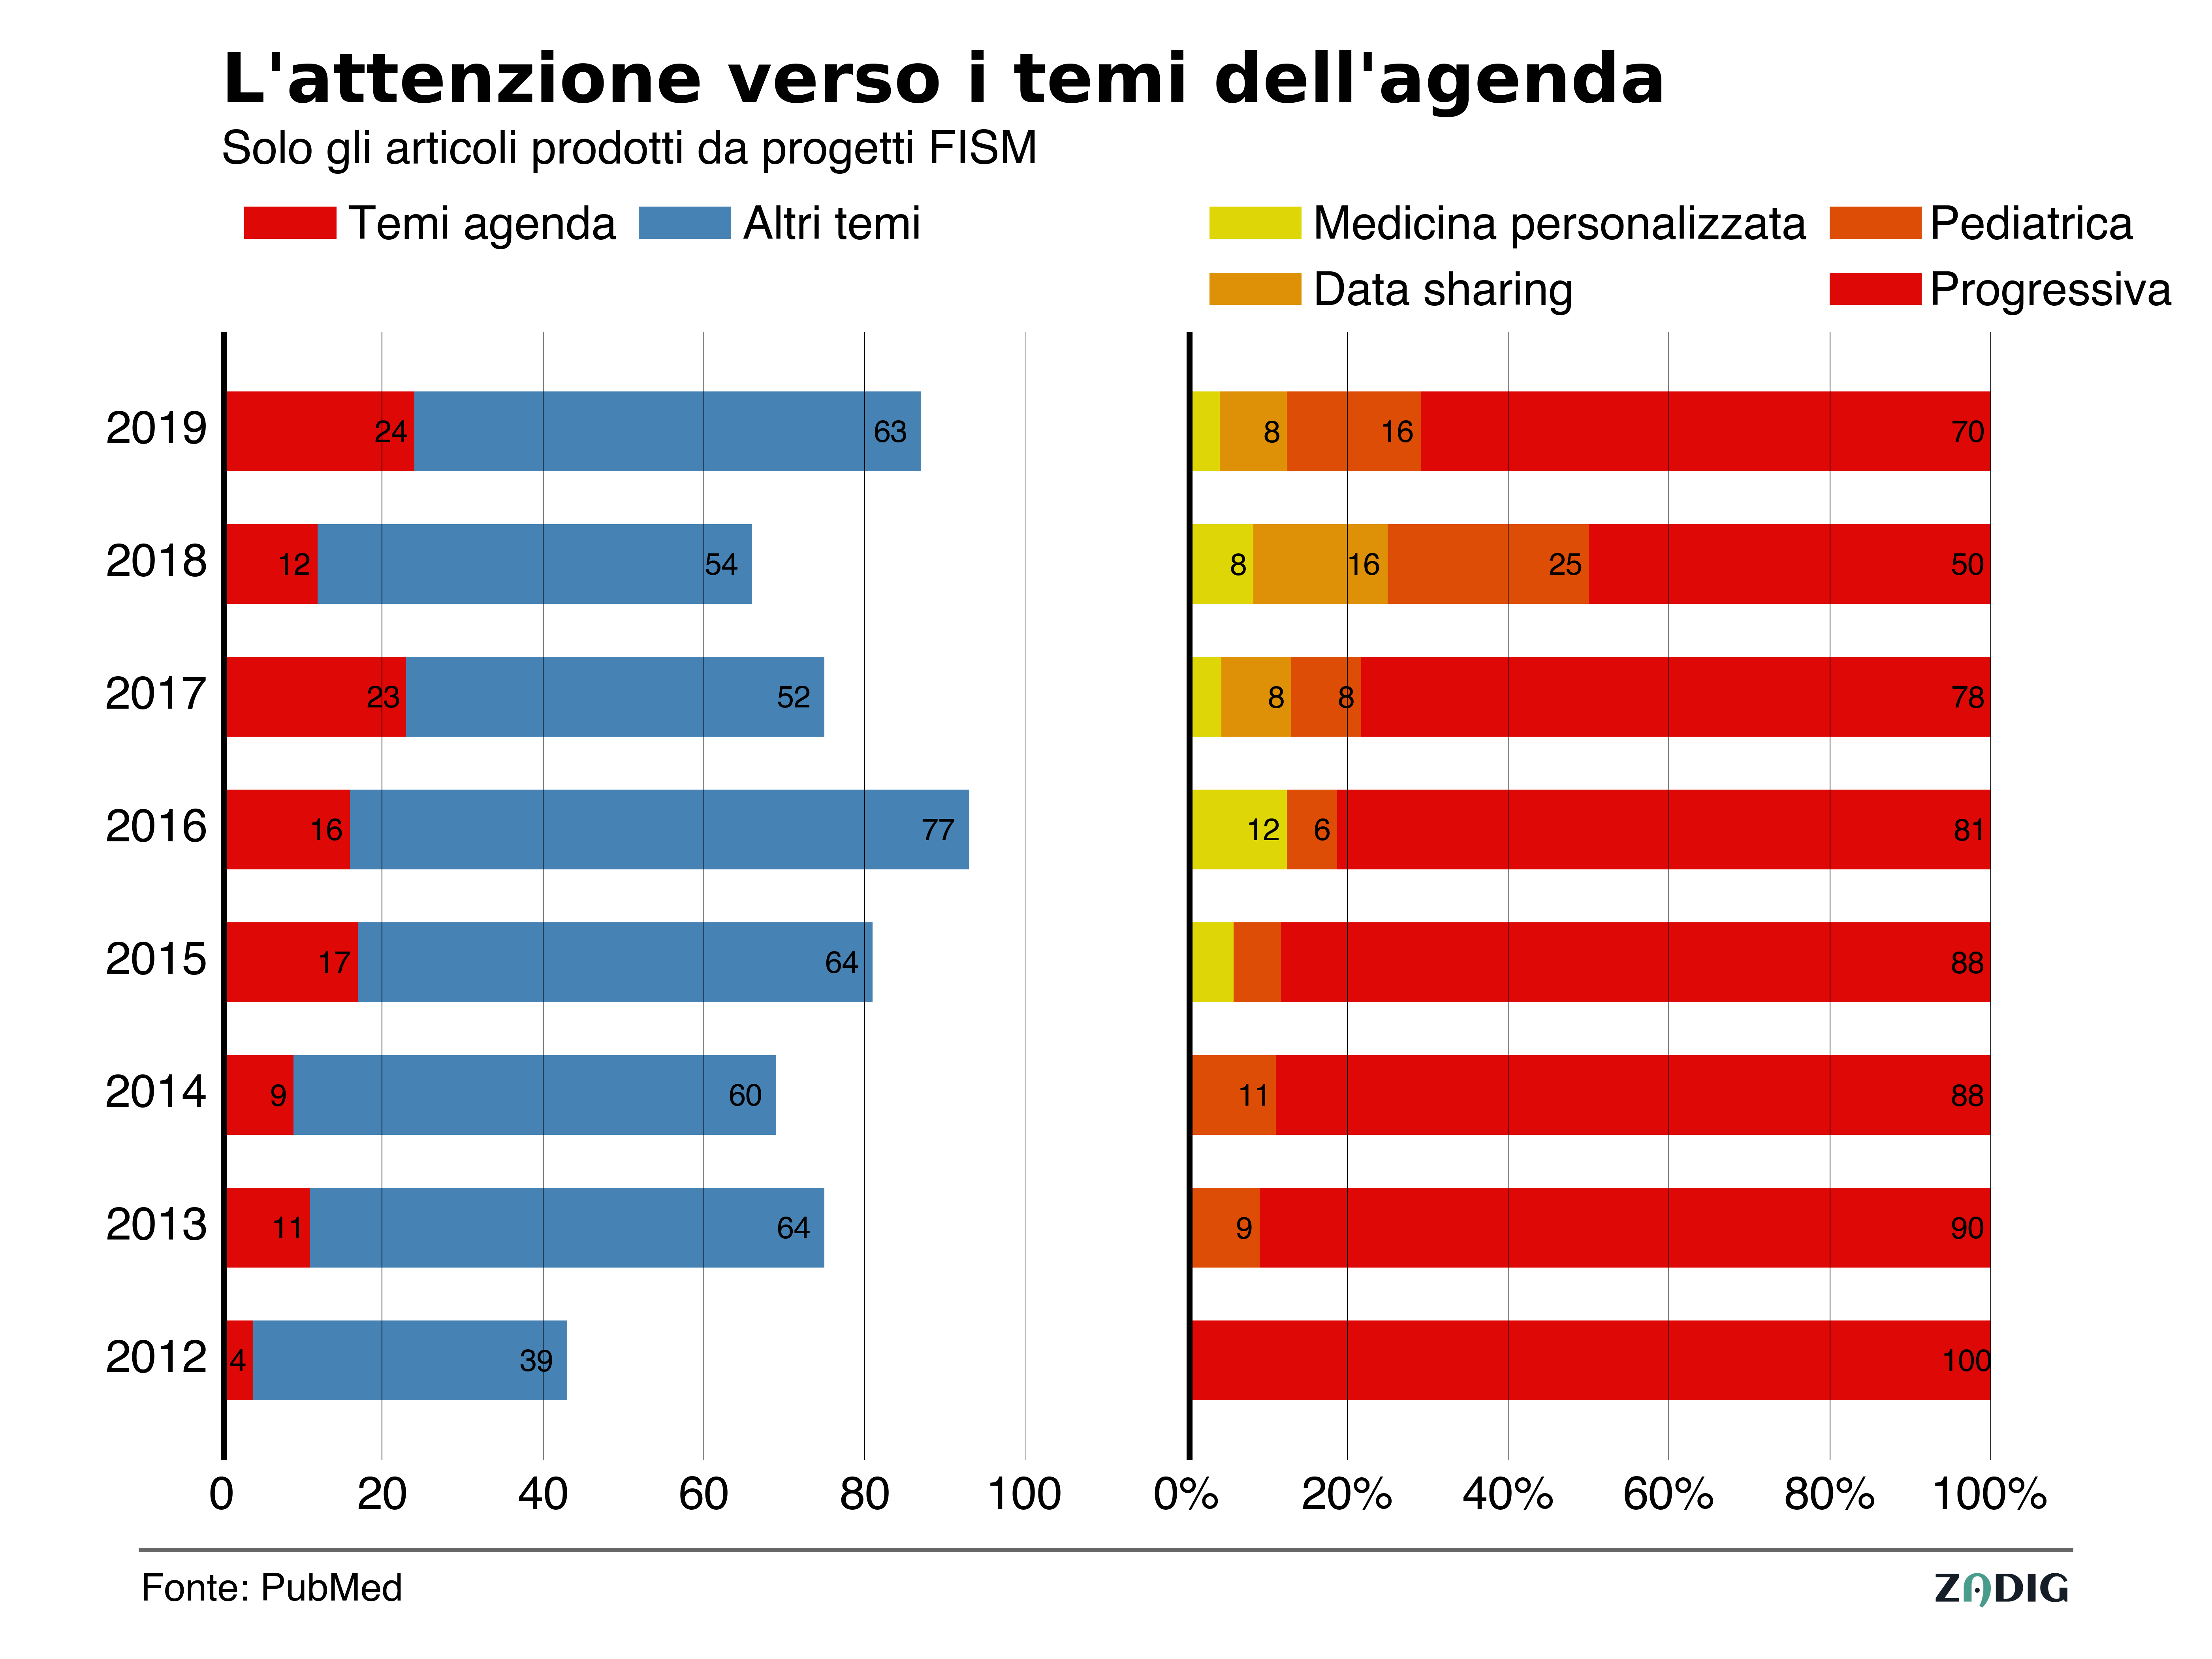 L'attenzione verso i temi dell'agenda
Solo gli articoli prodotti da progetti FISM
Temi agenda Altri temi
Medicina personalizzata Pediatrica
Data sharing Progressiva
2019 24 63 8 16 70
2018 12 54 8 16 25 50
2017 23 52 8 8 78
2016 16 77 12 6 81
2015 17 64 88
2014 9 60 11 88
2013 11 64 9 90
2012 4 39 100
0 20 40 60 80 100 0% 20% 40% 60% 80% 100%
Fonte: PubMed ZADIG